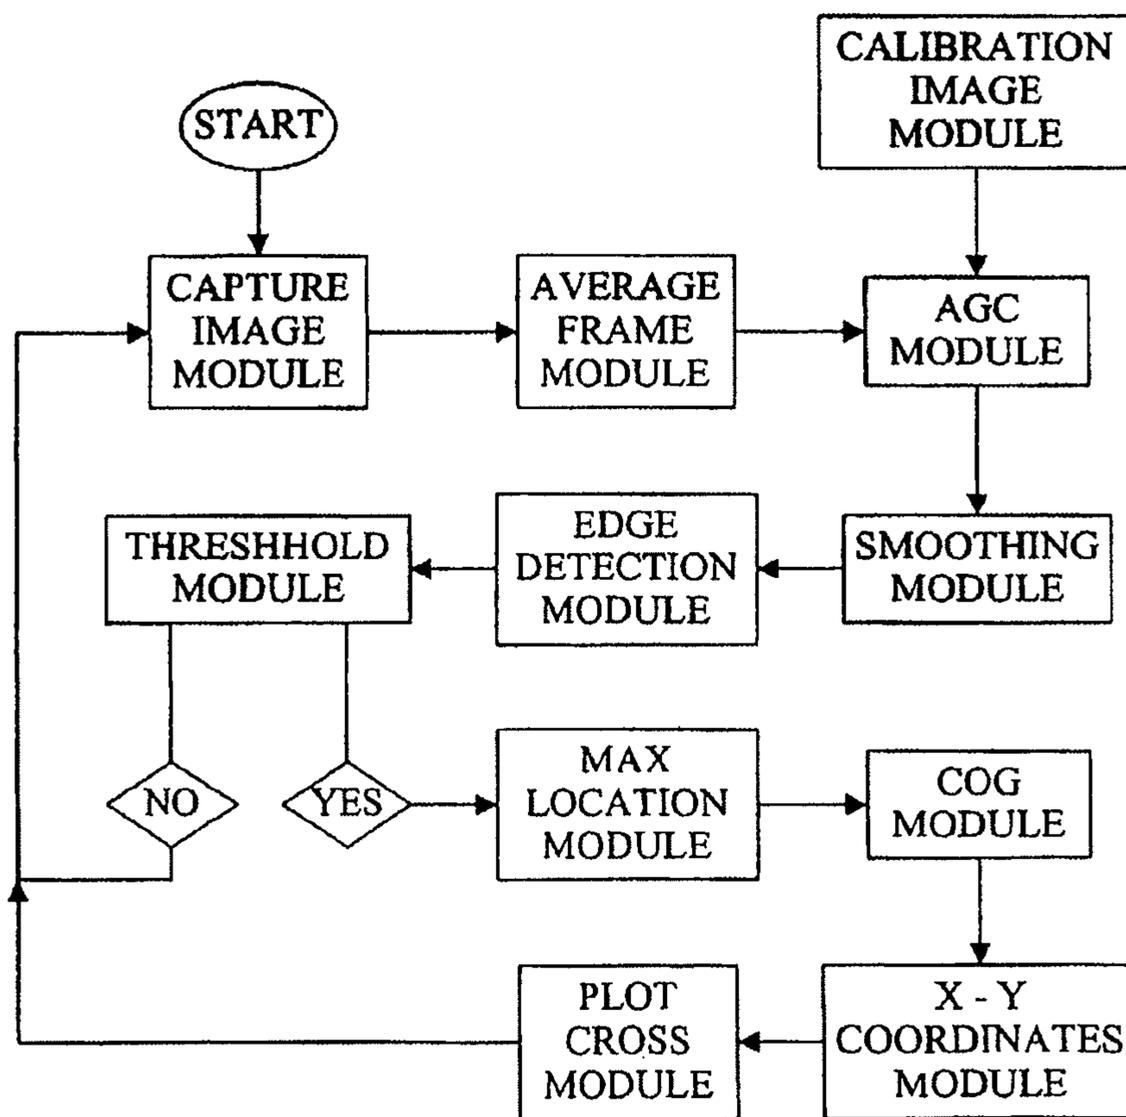 CALIBRATION
IMAGE
MODULE
START
CAPTURE
IMAGE
MODULE
AVERAGE
FRAME
MODULE
AGC
MODULE
THRESHHOLD
MODULE
EDGE
DETECTION
MODULE
SMOOTHING
MODULE
NO
YES
MAX
LOCATION
MODULE
COG
MODULE
PLOT
CROSS
MODULE
X - Y
COORDINATES
MODULE